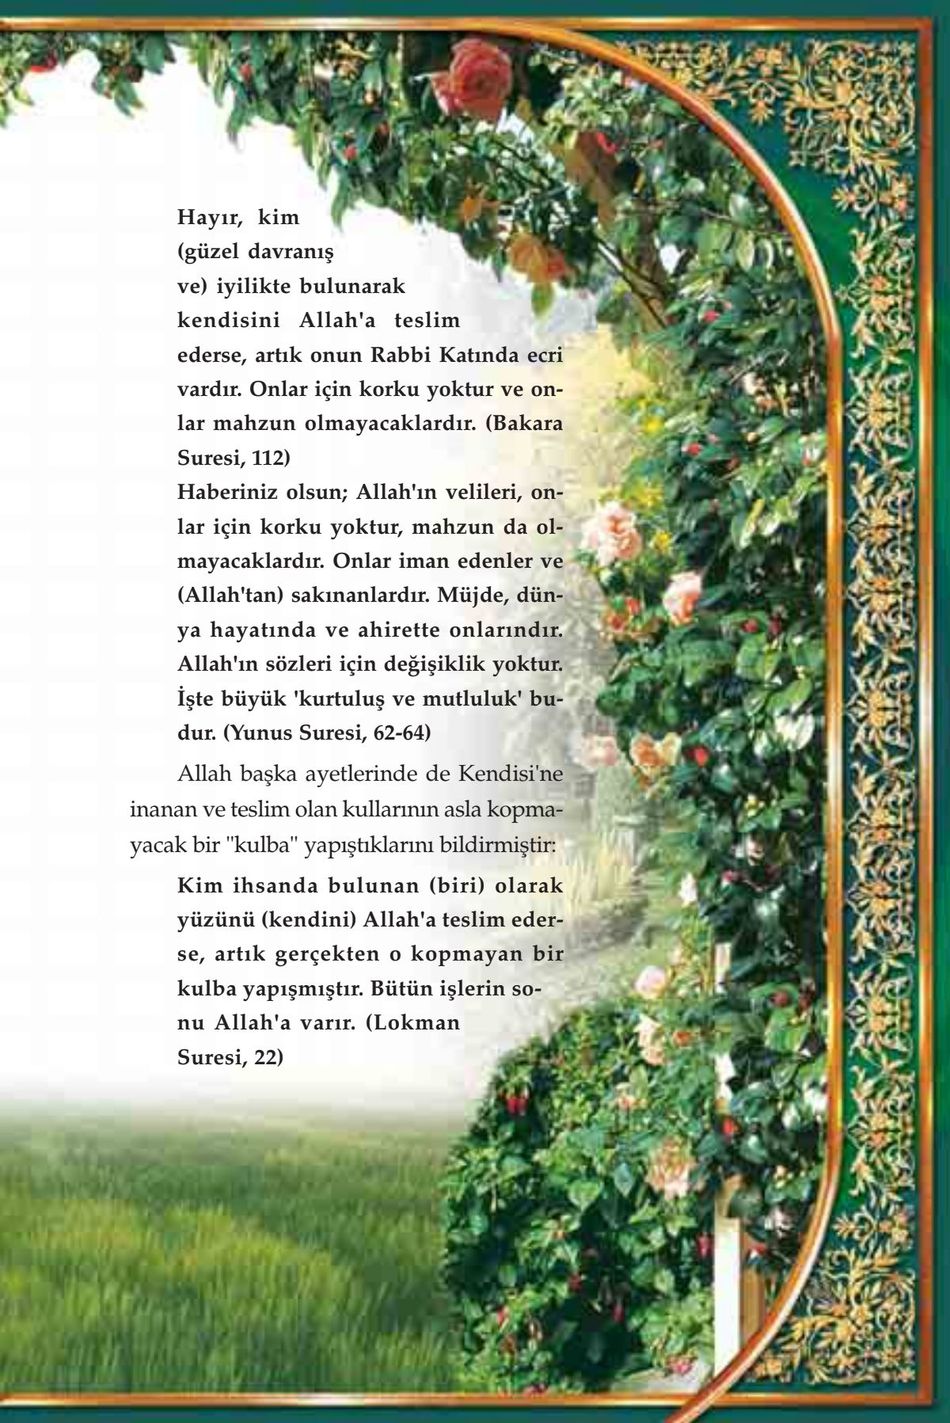 Hayır, kim
(güzel davranış
ve) iyilikte bulunarak
kendisini Allah'a teslim
ederse, artık onun Rabbi Katında ecri
vardır. Onlar için korku yoktur ve on-
lar mahzun olmayacaklardır. (Bakara
Suresi, 112)
Haberiniz olsun; Allah'ın velileri, on-
lar için korku yoktur, mahzun da ol-
mayacaklardır. Onlar iman edenler ve
(Allah'tan) sakınanlardır. Müjde, dün-
ya hayatında ve ahirette onlarındır.
Allah'ın sözleri için değişiklik yoktur.
İşte büyük 'kurtuluş ve mutluluk' bu-
dur. (Yunus Suresi, 62-64)
Allah başka ayetlerinde de Kendisi'ne
inanan ve teslim olan kullarının asla kopma-
yacak bir "kulba" yapıştıklarını bildirmiştir:
Kim ihsanda bulunan (biri) olarak
yüzünü (kendini) Allah'a teslim eder-
se, artık gerçekten o kopmayan bir
kulba yapışmıştır. Bütün işlerin so-
nu Allah'a varır. (Lokman
Suresi, 22)